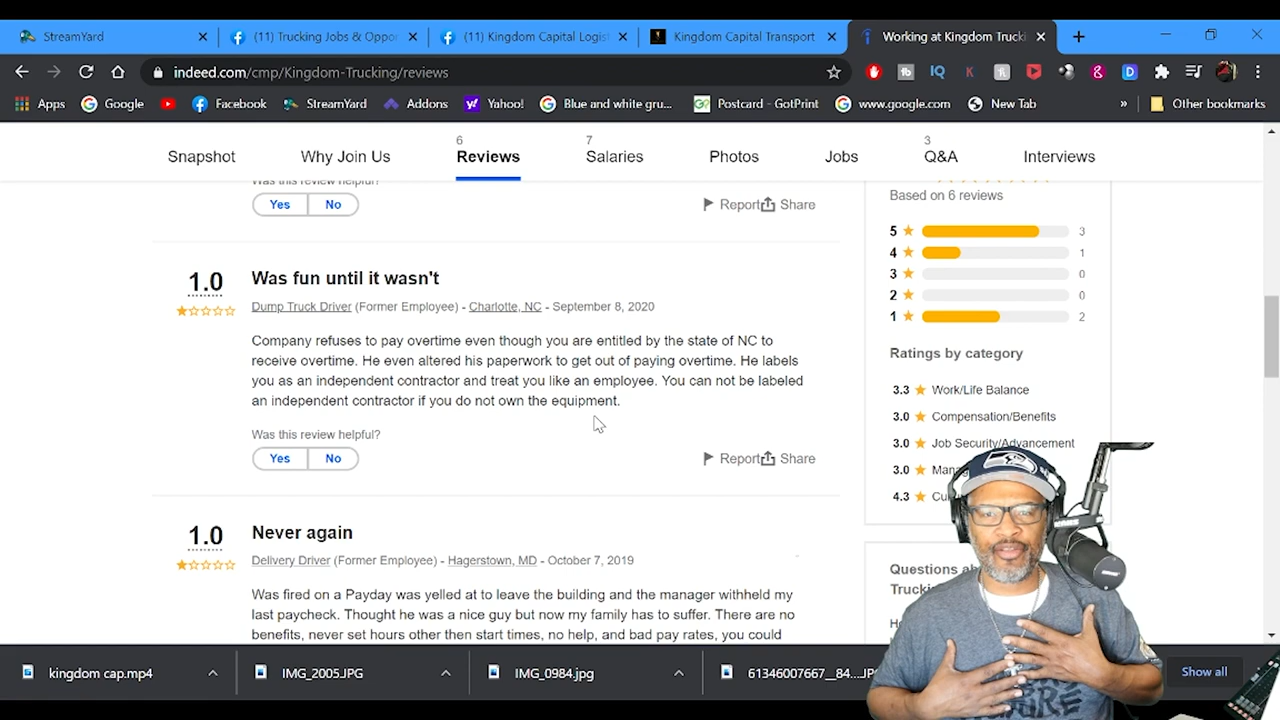 StreamYard
(11) Trucking Jobs & Oppor
(11) Kingdom Capital Logist
Kingdom Capital Transport
Working at Kingdom Trucki
indeed.com/cmp/Kingdom-Trucking/reviews
Apps
Google
Facebook
StreamYard
Addons
Yahoo!
Blue and white gru...
Postcard - GotPrint
www.google.com
New Tab
»
Other bookmarks
6
7
3
Snapshot
Why Join Us
Reviews
Salaries
Photos
Jobs
Q&A
Interviews
Was this review helpful?
Yes
No
Report
Share
1.0
Was fun until it wasn't
Dump Truck Driver (Former Employee) - Charlotte, NC - September 8, 2020
Company refuses to pay overtime even though you are entitled by the state of NC to
receive overtime. He even altered his paperwork to get out of paying overtime. He labels
you as an independent contractor and treat you like an employee. You can not be labeled
an independent contractor if you do not own the equipment.
Was this review helpful?
Yes
No
Report
Share
1.0
Never again
Delivery Driver (Former Employee) - Hagerstown, MD - October 7, 2019
Was fired on a Payday was yelled at to leave the building and the manager withheld my
last paycheck. Thought he was a nice guy but now my family has to suffer. There are no
benefits, never set hours other then start times, no help, and bad pay rates, you could
Based on 6 reviews
5 3
4 1
3 0
2 0
1 2
Ratings by category
3.3 Work/Life Balance
3.0 Compensation/Benefits
3.0 Job Security/Advancement
3.0
4.3
Questions
kingdom cap.mp4
IMG_2005.JPG
IMG_0984.jpg
61346007667__84...
Show all